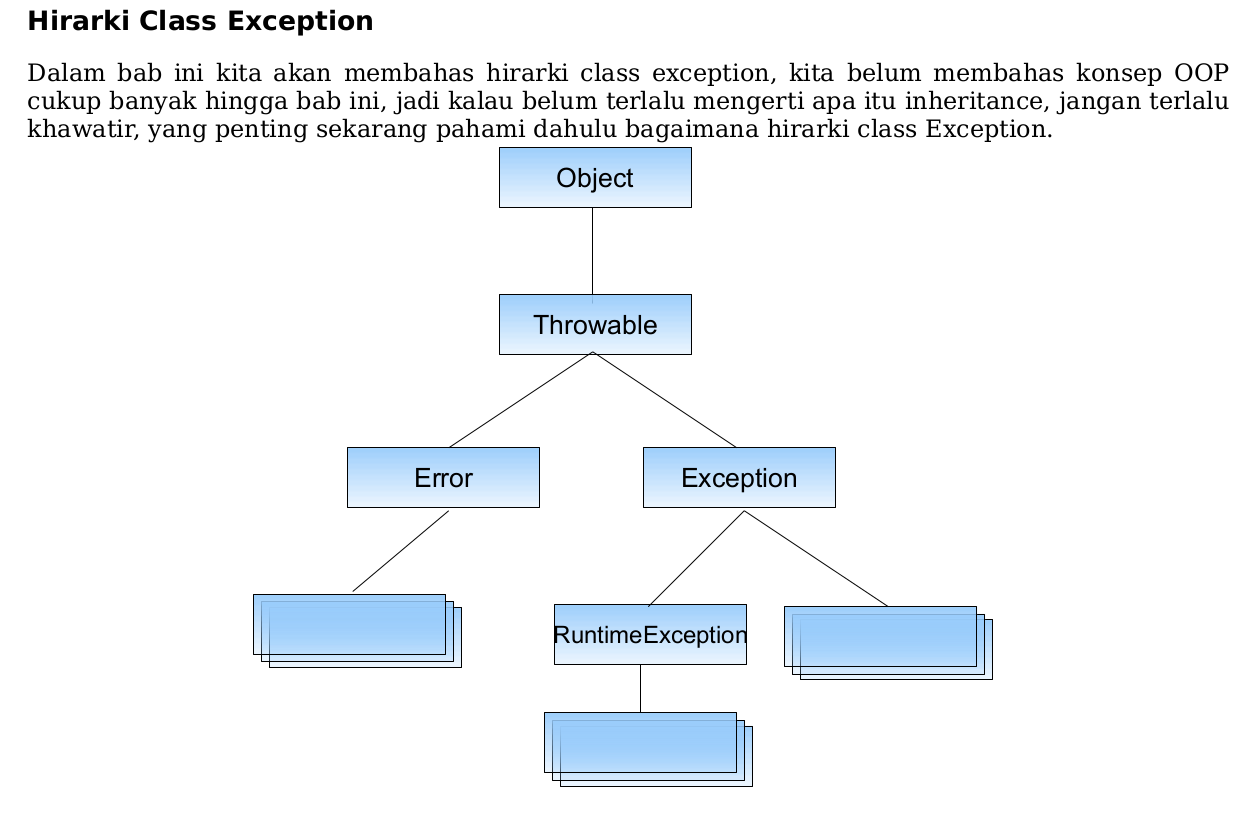 Hirarki Class Exception
Dalam bab ini kita akan membahas hirarki class exception, kita belum membahas konsep OOP
cukup banyak hingga bab ini, jadi kalau belum terlalu mengerti apa itu inheritance, jangan terlalu
khawatir, yang penting sekarang pahami dahulu bagaimana hirarki class Exception.
Object
Throwable
Error
Exception
RuntimeException